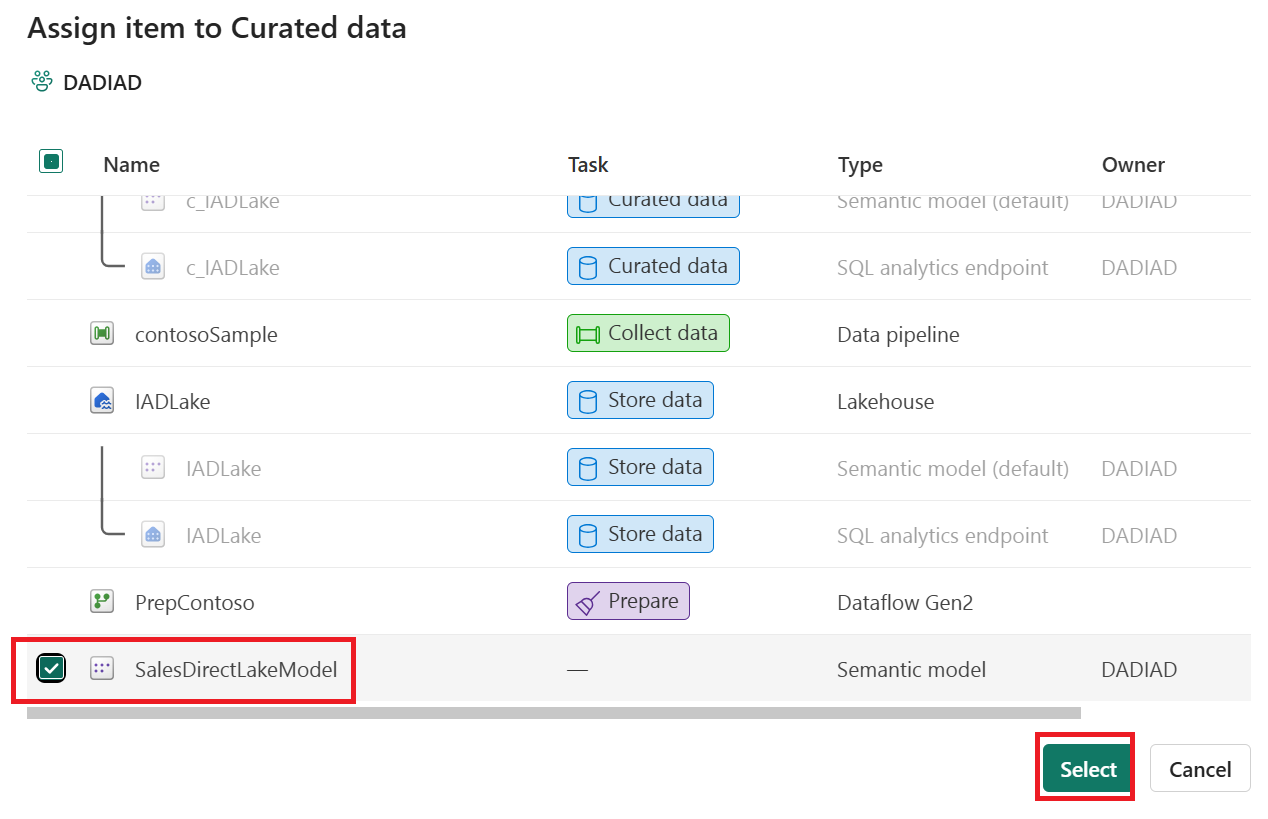 Assign item to Curated data
DADIAD
Name Task Type Owner
c_IADLake Curated data Semantic model (default) DADIAD
c_IADLake Curated data SQL analytics endpoint DADIAD
contosoSample Collect data Data pipeline
IADLake Store data Lakehouse
IADLake Store data Semantic model (default) DADIAD
IADLake Store data SQL analytics endpoint DADIAD
PrepContoso Prepare Dataflow Gen2
SalesDirectLakeModel — Semantic model DADIAD
Select Cancel